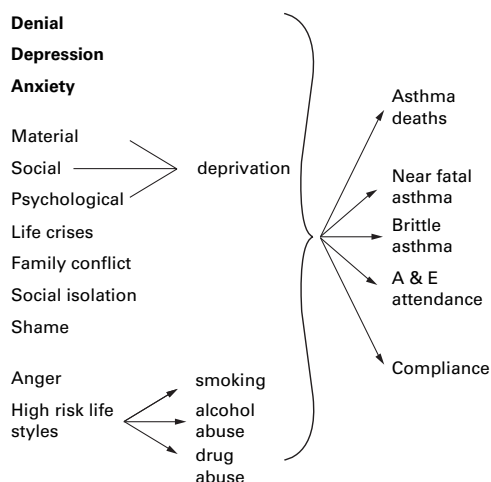 Denial
Depression
Anxiety
Material
Social
Psychological
deprivation
Life crises
Family conflict
Social isolation
Shame
Anger
High risk life
styles
smoking
alcohol
abuse
drug
abuse
Asthma
deaths
Near fatal
asthma
Brittle
asthma
A & E
attendance
Compliance